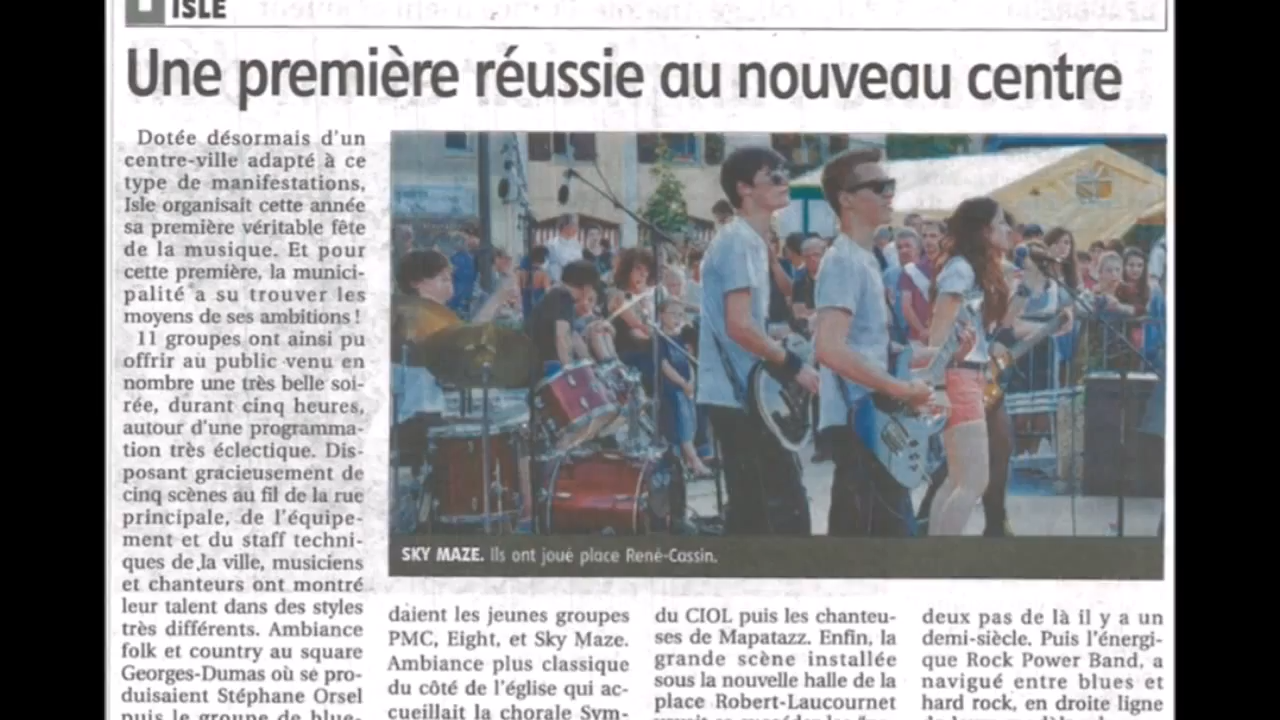 ISLE
Une première réussie au nouveau centre
Dotée désormais d'un
centre-ville adapté à ce
type de manifestations,
Isle organisait cette année
sa première véritable fête
de la musique. Et pour
cette première, la munici-
palité a su trouver les
moyens de ses ambitions !
11 groupes ont ainsi pu
offrir au public venu en
nombre une très belle soi-
rée, durant cinq heures,
autour d'une programma-
tion très éclectique. Dis-
posant gracieusement de
cinq scènes au fil de la rue
principale, de l'équipe-
ment et du staff techni-
ques de la ville, musiciens
et chanteurs ont montré
leur talent dans des styles
très différents. Ambiance
folk et country au square
Georges-Dumas où se pro-
duisaient Stéphane Orsel
puis le groupe de blue-
SKY MAZE. Ils ont joué place René-Cassin.
daient les jeunes groupes
PMC, Eight, et Sky Maze.
Ambiance plus classique
du côté de l'église qui ac-
cueillait la chorale Sym-
du CIOL puis les chanteu-
ses de Mapatazz. Enfin, la
grande scène installée
sous la nouvelle halle de la
place Robert-Laucournet
deux pas de là il y a un
demi-siècle. Puis l'énergi-
que Rock Power Band, a
navigué entre blues et
hard rock, en droite ligne